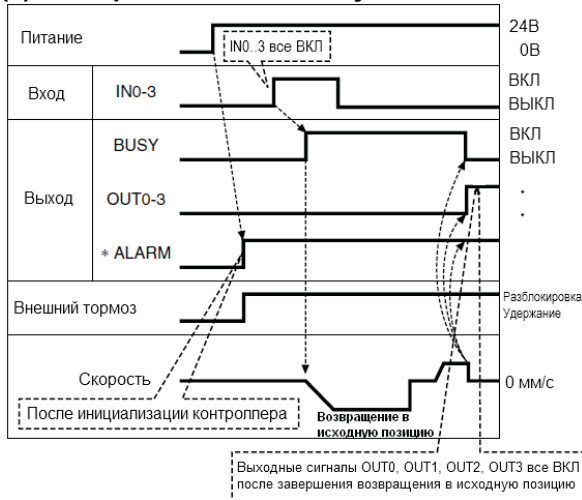 Питание
24В
0В
IN0..3 все ВКЛ
Вход
IN0-3
ВКЛ
ВЫКЛ
Выход
BUSY
ВКЛ
ВЫКЛ
OUT0-3
* ALARM
Внешний тормоз
Разблокировка
Удержание
Скорость
0 мм/с
После инициализации контроллера
Возвращение в
исходную позицию
Выходные сигналы OUT0, OUT1, OUT2, OUT3 все ВКЛ
после завершения возвращения в исходную позицию